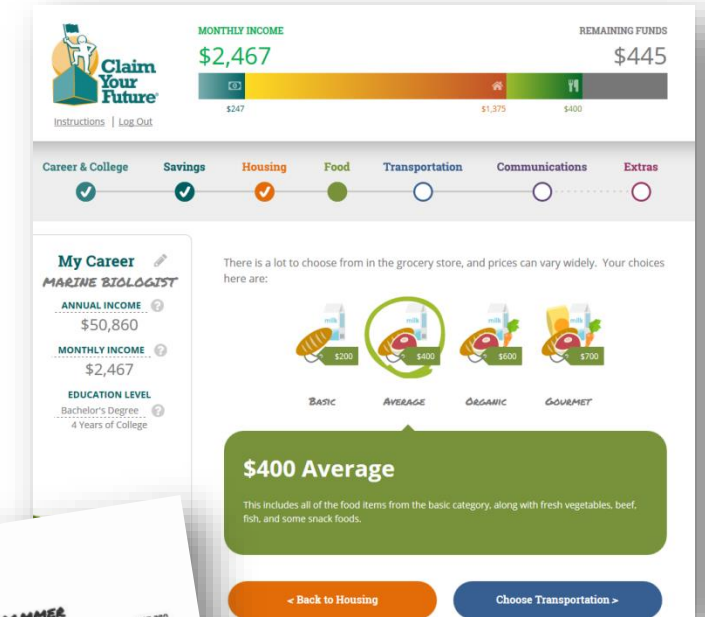 Claim
Your
Future®
Instructions | Log Out
MONTHLY INCOME
$2,467
REMAINING FUNDS
$445
$247
$1,375
$400
Career & College
Savings
Housing
Food
Transportation
Communications
Extras
My Career
MARINE BIOLOGIST
ANNUAL INCOME ?
$50,860
MONTHLY INCOME ?
$2,467
EDUCATION LEVEL
Bachelor's Degree ?
4 Years of College
There is a lot to choose from in the grocery store, and prices can vary widely. Your choices
here are:
milk
$200
milk
$400
milk
$600
milk
$700
BASIC
AVERAGE
ORGANIC
GOURMET
$400 Average
This includes all of the food items from the basic category, along with fresh vegetables, beef,
fish, and some snack foods.
< Back to Housing
Choose Transportation >